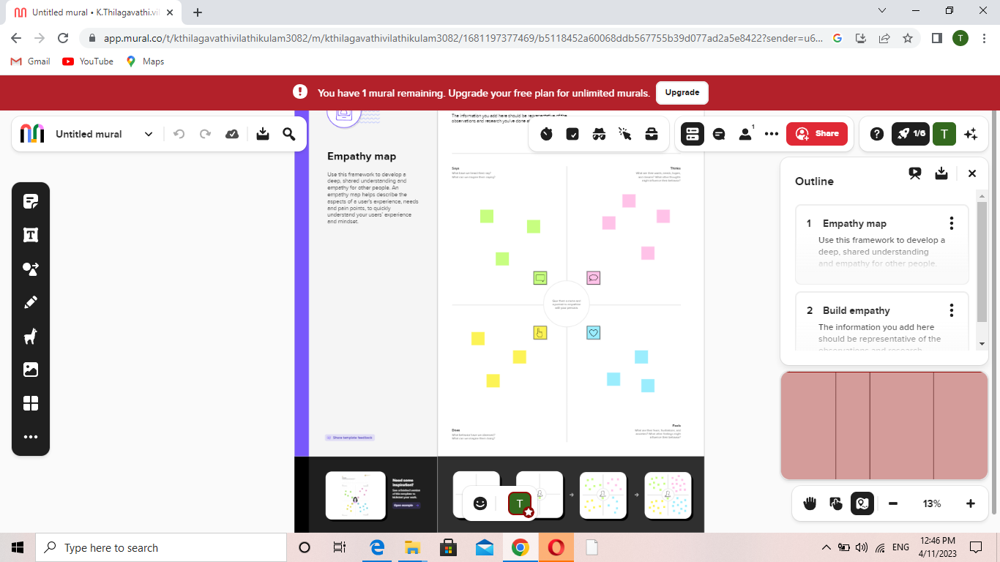 Untitled mural • K.Thilagavathi.vil
app.mural.co/t/kthilagavathivilathikulam3082/m/kthilagavathivilathikulam3082/1681197377469/b5118452a60068ddb567755b39d077ad2a5e8422?sender=u6...
T
Gmail
YouTube
Maps
You have 1 mural remaining. Upgrade your free plan for unlimited murals.
Upgrade
Untitled mural
The information you add here should be representative of the
observations and research you've done
1
Share
1/6
T
Empathy map
Use this framework to develop a
deep, shared understanding and
empathy for other people. An
empathy map helps describe the
aspects of a user's experience, needs
and pain points, to quickly
understand your users' experience
and mindset.
Says
What have we heard them say?
What can we imagine them saying?
Thinks
What are their wants, needs, hopes,
and dreams? What other thoughts
might influence their behavior?
Does
What behavior have we observed?
What can we imagine them doing?
Feels
What are their fears, frustrations, and
anxieties? What other feelings might
influence their behavior?
Share template feedback
Need some
inspiration?
See a finished version
of this template to
kickstart your work.
Open example
T
Outline
1 Empathy map
Use this framework to develop a
deep, shared understanding
and empathy for other people.
2 Build empathy
The information you add here
should be representative of the
observations and research
13%
Type here to search
ENG
12:46 PM
4/11/2023